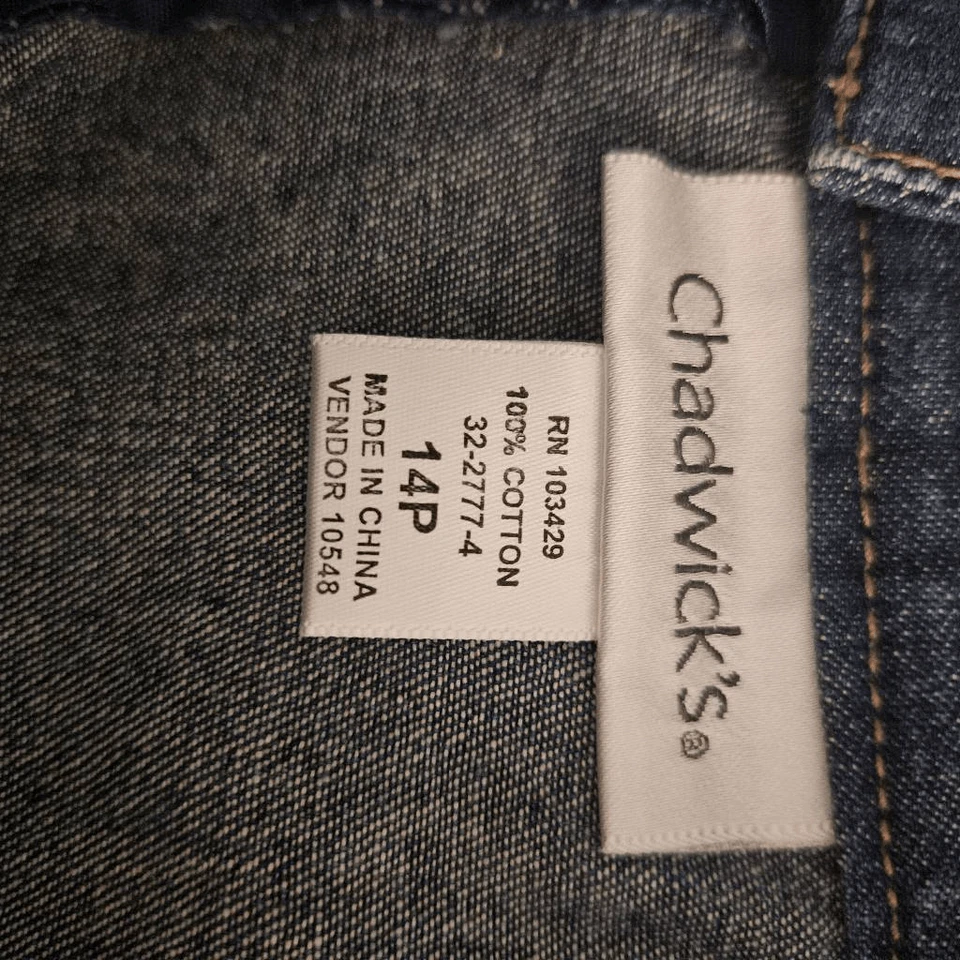 Chadwick's®
RN 103429
100% COTTON
32-2777-4
14P
MADE IN CHINA
VENDOR 10548